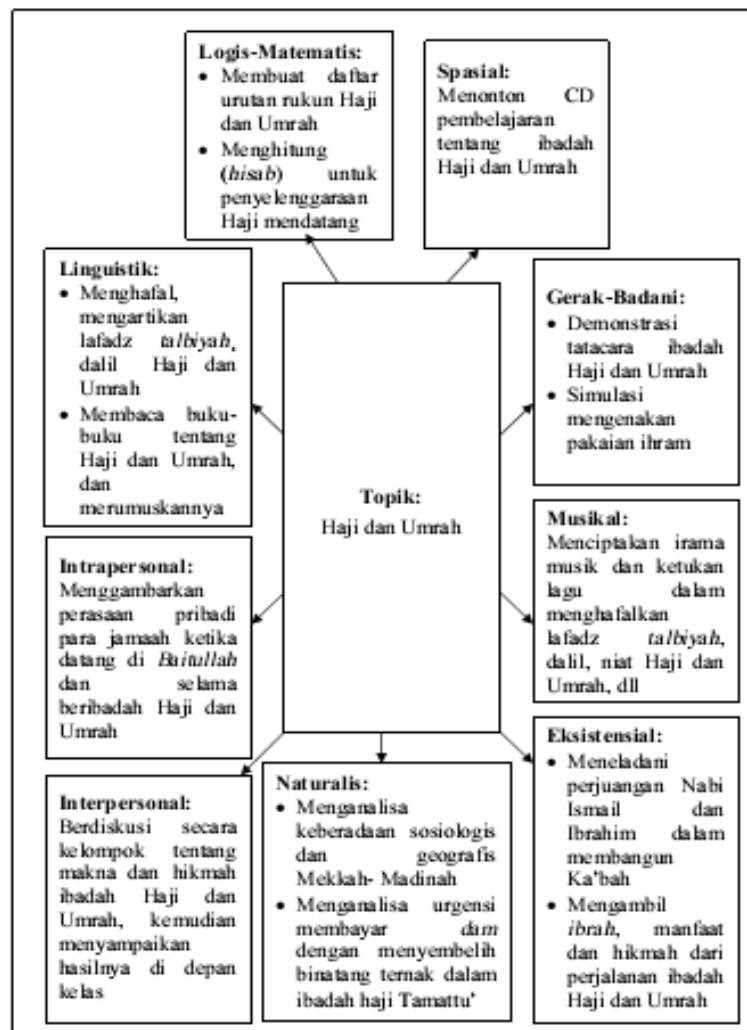 Logis-Matematis:
• Membuat daftar
urutan rukun Haji
dan Umrah
• Menghitung
(hisab) untuk
penyelenggaraan
Haji mendatang
Spasial:
Menonton CD
pembelajaran
tentang ibadah
Haji dan Umrah
Linguistik:
• Menghafal,
mengartikan
lafadz talbiyah,
dalil Haji dan
Umrah
• Membaca buku-
buku tentang
Haji dan Umrah,
dan
merumuskannya
Gerak-Badani:
• Demonstrasi
tatacara ibadah
Haji dan Umrah
• Simulasi
mengenakan
pakaian ihram
Topik:
Haji dan Umrah
Intrapersonal:
Menggambarkan
perasaan pribadi
para jamaah ketika
datang di Baitullah
dan selama
beribadah Haji dan
Umrah
Musikal:
Menciptakan irama
musik dan ketukan
lagu dalam
menghafalkan
lafadz talbiyah,
dalil, niat Haji dan
Umrah, dll
Interpersonal:
Berdiskusi secara
kelompok tentang
makna dan hikmah
ibadah Haji dan
Umrah, kemudian
menyampaikan
hasilnya di depan
kelas
Naturalis:
• Menganalisa
keberadaan sosiologis
dan geografis
Mekkah- Madinah
• Menganalisa urgensi
membayar dam
dengan menyembelih
binatang ternak dalam
ibadah haji Tamattu'
Eksistensial:
• Meneladani
perjuangan Nabi
Ismail dan
Ibrahim dalam
membangun
Ka'bah
• Mengambil
ibrah, manfaat
dan hikmah dari
perjalanan ibadah
Haji dan Umrah